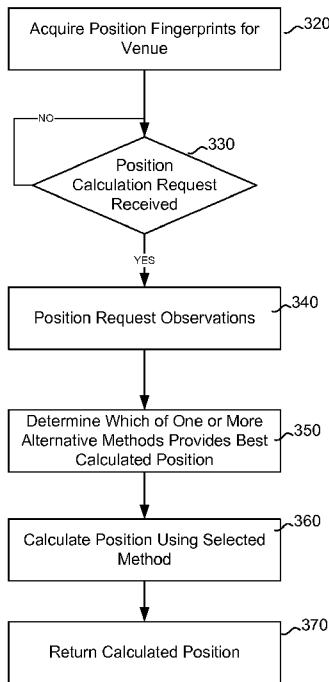 Acquire Position Fingerprints for
Venue
320
NO
330
Position
Calculation Request
Received
YES
340
Position Request Observations
Determine Which of One or More
Alternative Methods Provides Best
Calculated Position
350
360
Calculate Position Using Selected
Method
370
Return Calculated Position